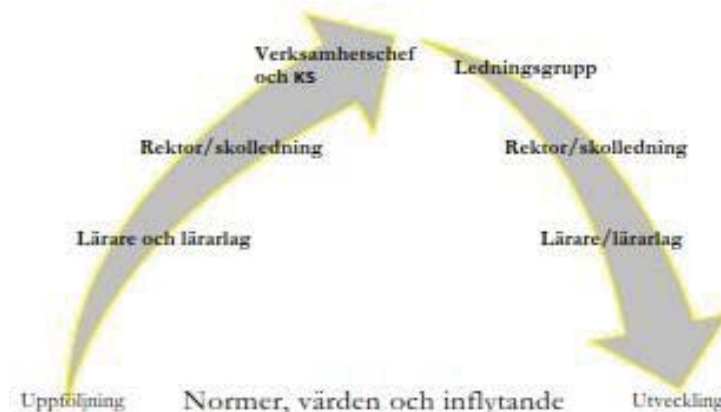 Verksamhetschef
och KS
Ledningsgrupp
Rektor/skolledning
Rektor/skolledning
Lärare och lärarlag
Lärare/lärarlag
Uppföljning
Normer, värden och inflytande
Utveckling